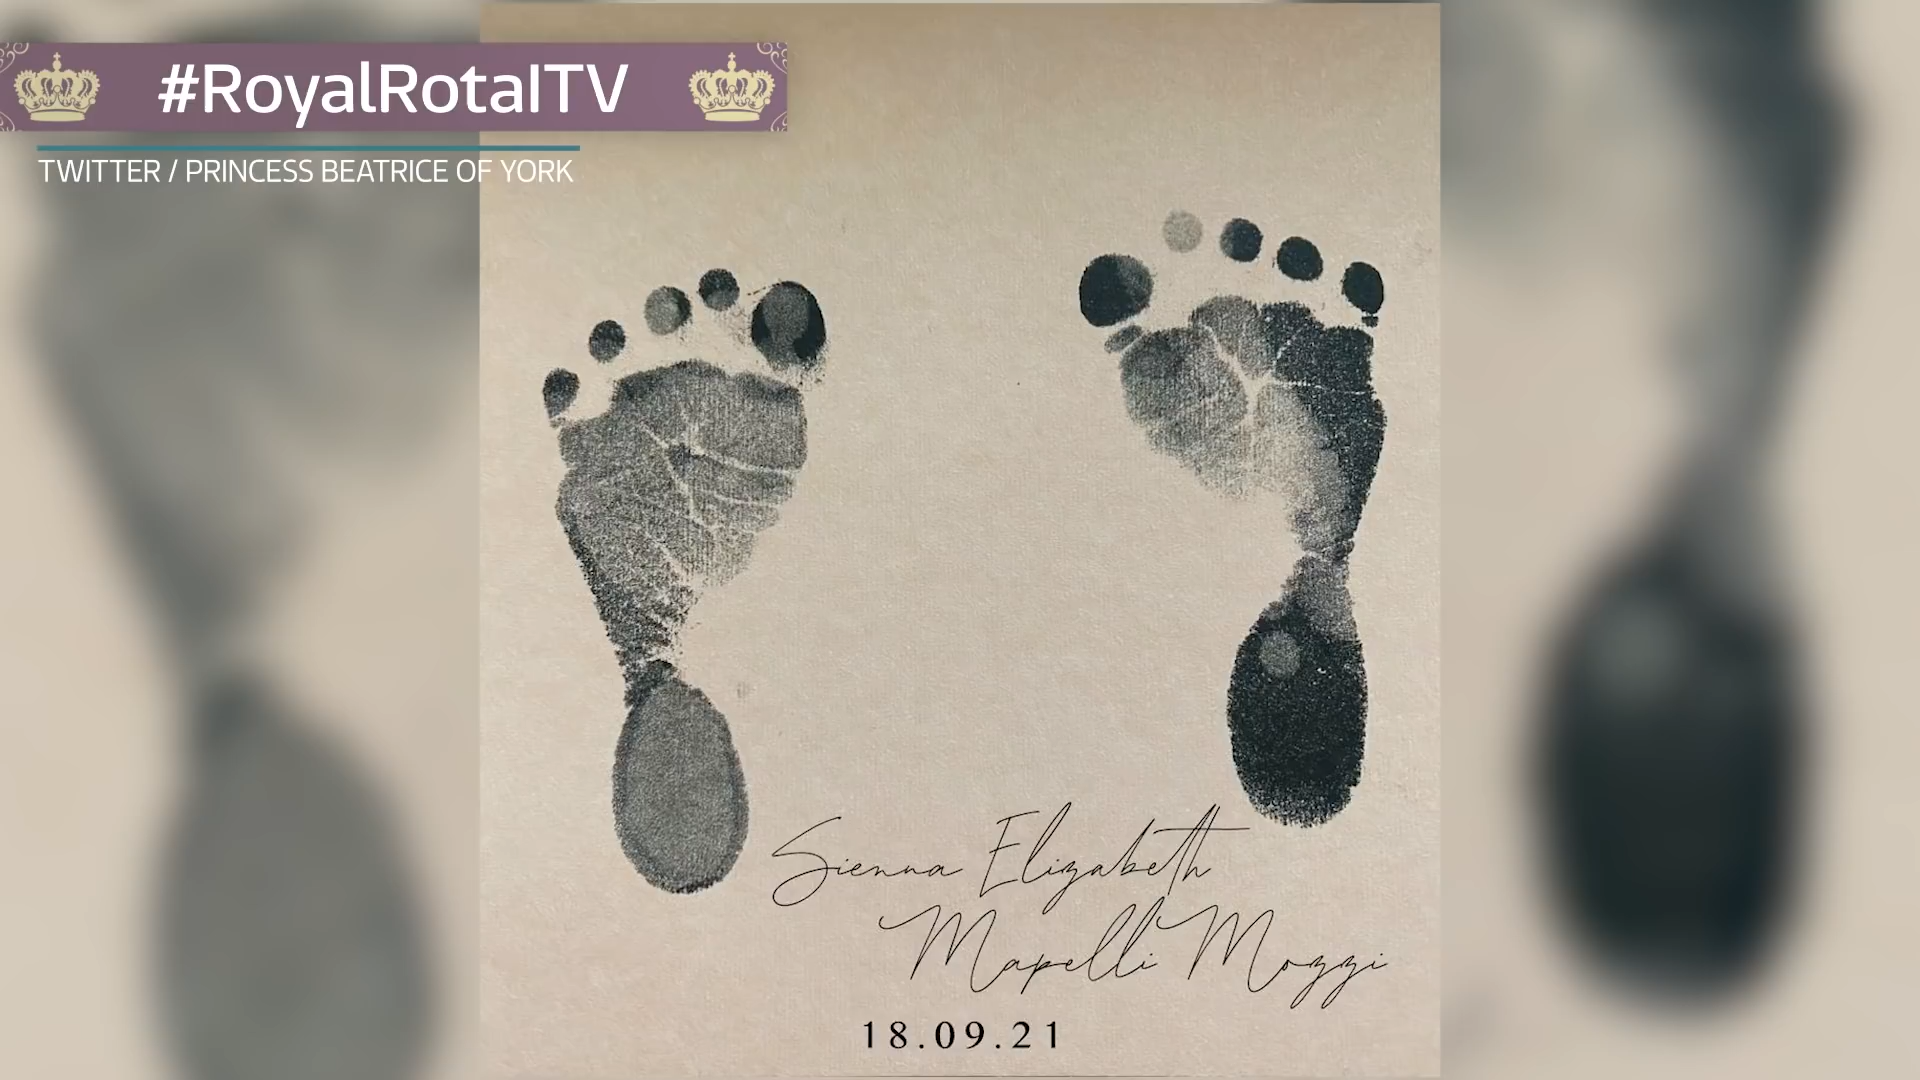 #RoyalRotaITV
TWITTER / PRINCESS BEATRICE OF YORK
Sienna Elizabeth
Mapelli Mozzi
18.09.21